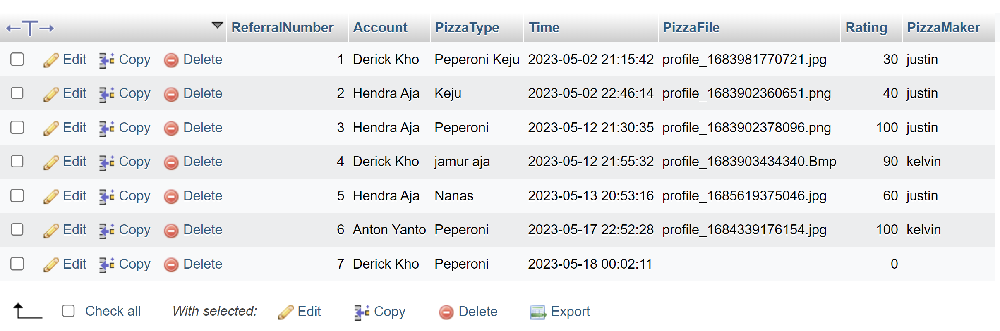 ReferralNumber Account PizzaType Time PizzaFile Rating PizzaMaker
Edit Copy Delete 1 Derick Kho Peperoni Keju 2023-05-02 21:15:42 profile_1683981770721.jpg 30 justin
Edit Copy Delete 2 Hendra Aja Keju 2023-05-02 22:46:14 profile_1683902360651.png 40 justin
Edit Copy Delete 3 Hendra Aja Peperoni 2023-05-12 21:30:35 profile_1683902378096.png 100 justin
Edit Copy Delete 4 Derick Kho jamur aja 2023-05-12 21:55:32 profile_1683903434340.Bmp 90 kelvin
Edit Copy Delete 5 Hendra Aja Nanas 2023-05-13 20:53:16 profile_1685619375046.jpg 60 justin
Edit Copy Delete 6 Anton Yanto Peperoni 2023-05-17 22:52:28 profile_1684339176154.jpg 100 kelvin
Edit Copy Delete 7 Derick Kho Peperoni 2023-05-18 00:02:11 0
Check all With selected: Edit Copy Delete Export